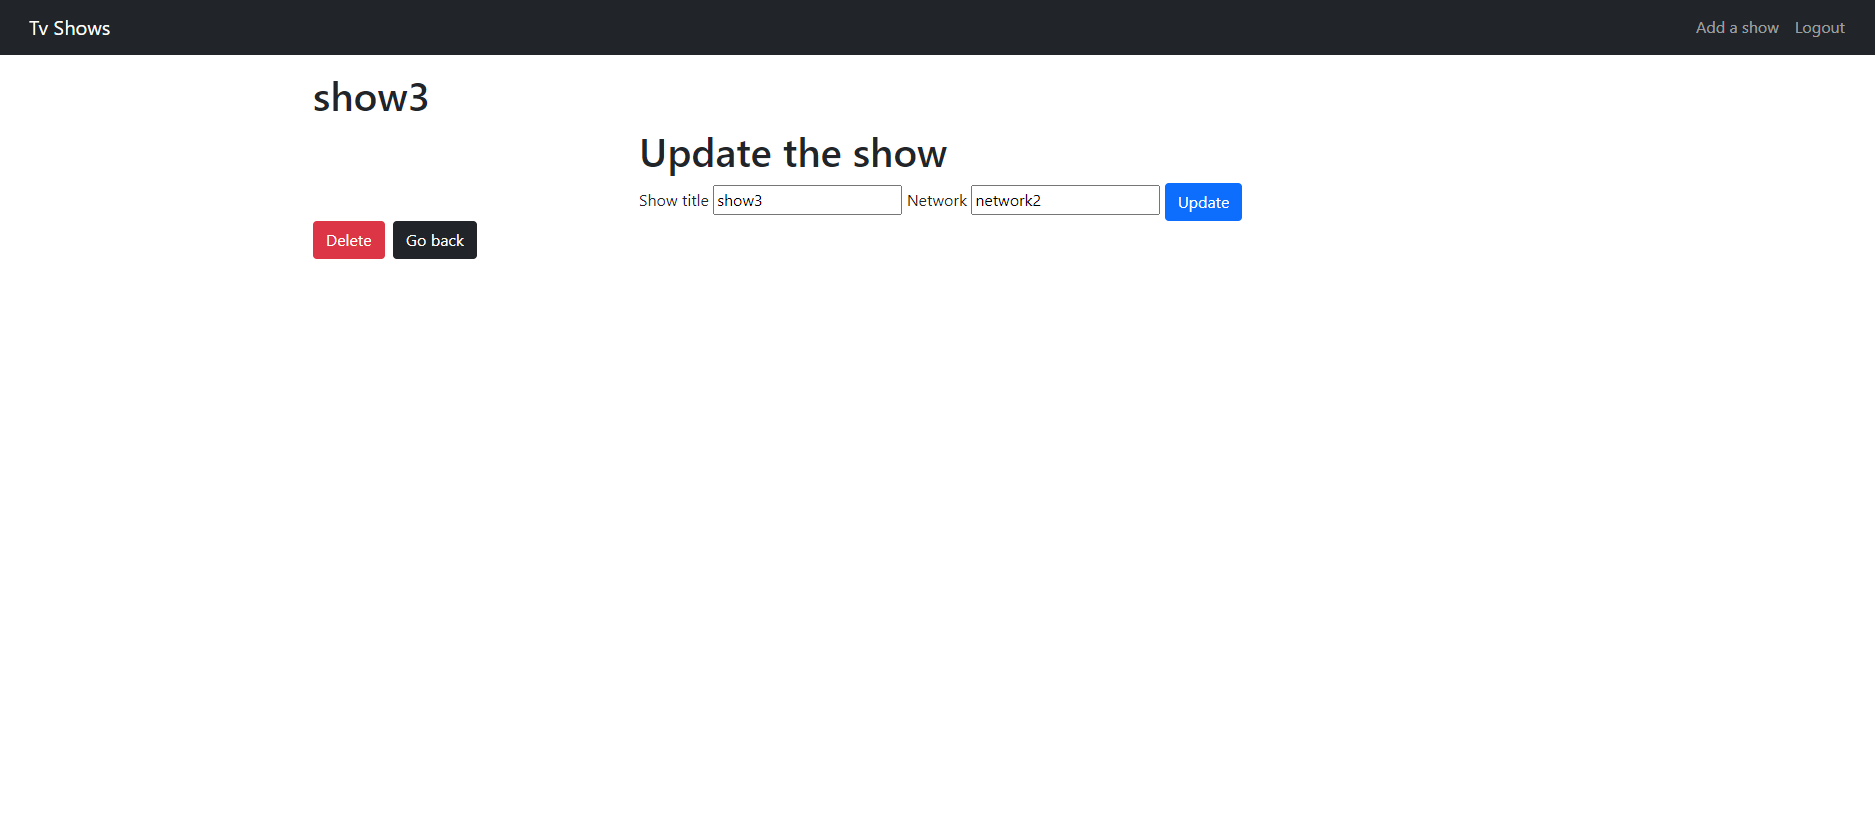 Tv Shows Add a show Logout
show3
Update the show
Show title show3 Network network2 Update
Delete Go back